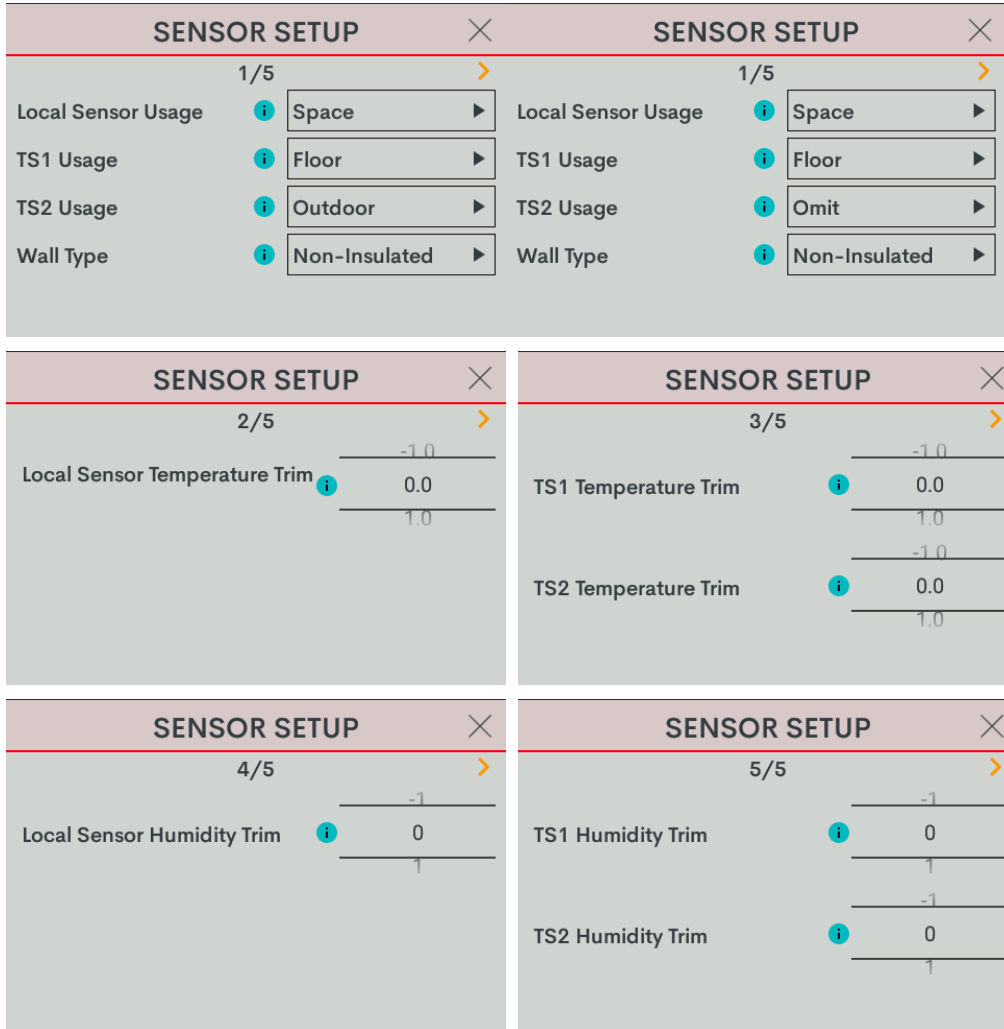 SENSOR SETUP
1/5
Local Sensor Usage Space
TS1 Usage Floor
TS2 Usage Outdoor
Wall Type Non-Insulated
SENSOR SETUP
1/5
Local Sensor Usage Space
TS1 Usage Floor
TS2 Usage Omit
Wall Type Non-Insulated
SENSOR SETUP
2/5
-1.0
Local Sensor Temperature Trim 0.0
1.0
SENSOR SETUP
3/5
-1.0
TS1 Temperature Trim 0.0
1.0
-1.0
TS2 Temperature Trim 0.0
1.0
SENSOR SETUP
4/5
-1
Local Sensor Humidity Trim 0
1
SENSOR SETUP
5/5
-1
TS1 Humidity Trim 0
1
-1
TS2 Humidity Trim 0
1